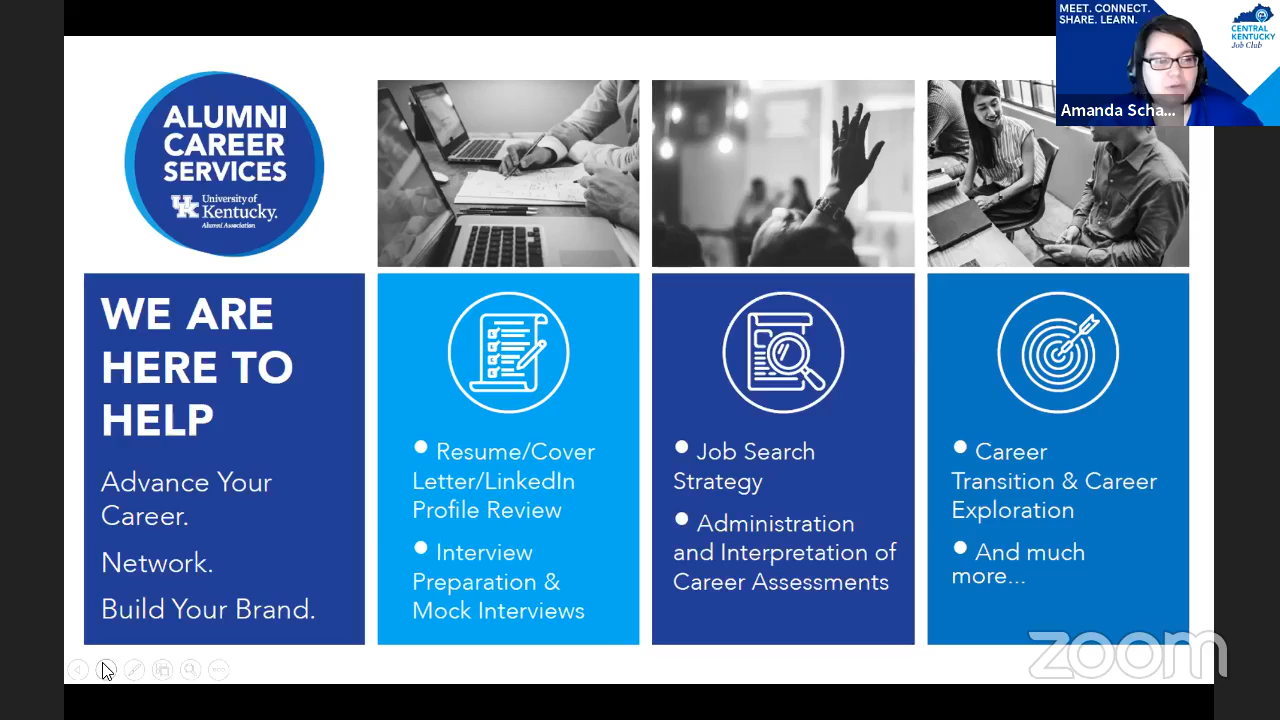 MEET. CONNECT.
SHARE. LEARN.
CENTRAL
KENTUCKY
Job Club
Amanda Scha...
ALUMNI
CAREER
SERVICES
UK
University of
Kentucky.
Alumni Association
WE ARE
HERE TO
HELP
Advance Your
Career.
Network.
Build Your Brand.
• Resume/Cover
Letter/LinkedIn
Profile Review
• Interview
Preparation &
Mock Interviews
• Job Search
Strategy
• Administration
and Interpretation of
Career Assessments
• Career
Transition & Career
Exploration
• And much
more...
zoom